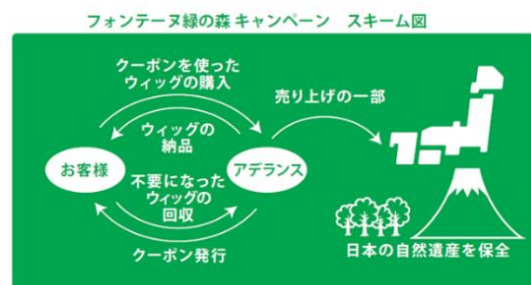 フォンテーヌ緑の森 キャンペーン　スキーム図
クーポンを使った
ウィッグの購入
売り上げの一部
ウィッグの
納品
お客様
アデランス
不要になった
ウィッグの
回収
クーポン発行
日本の自然遺産を保全